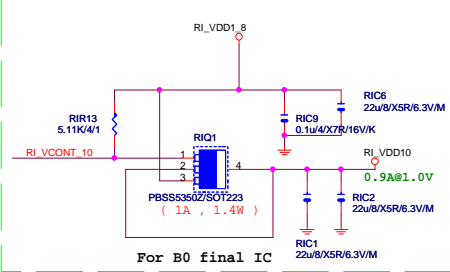 RI_VDD1_8
RIC6
22u/8/X5R/6.3V/M
RIR13
5.11K/4/1
RIC9
0.1u/4/X7R/16V/K
RIQ1
RI_VCONT_10
1
2
3
4
RI_VDD10
0.9A@1.0V
PBSS5350Z/SOT223
( 1A , 1.4W )
RIC2
22u/8/X5R/6.3V/M
RIC1
22u/8/X5R/6.3V/M
For B0 final IC